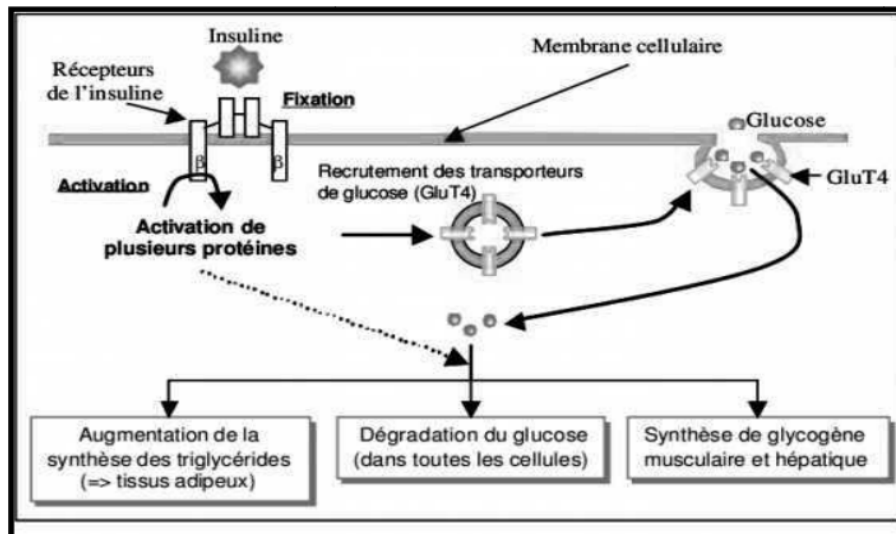 Insuline
Membrane cellulaire
Récepteurs
de l'insuline
Fixation
Glucose
β
β
Activation
Recrutement des transporteurs
de glucose (GluT4)
GluT4
Activation de
plusieurs protéines
Augmentation de la
synthèse des triglycérides
(=> tissus adipeux)
Dégradation du glucose
(dans toutes les cellules)
Synthèse de glycogène
musculaire et hépatique